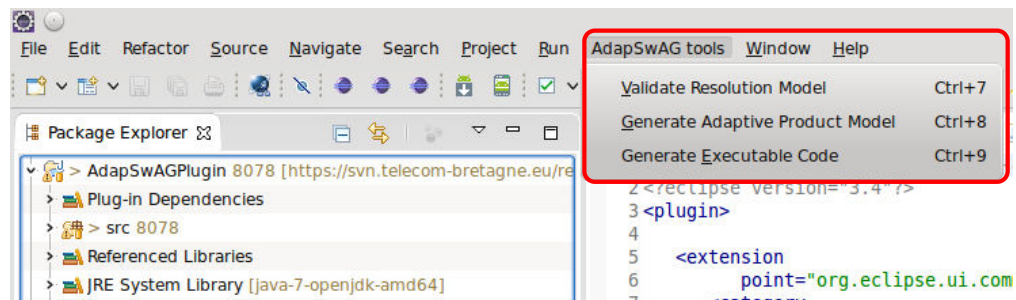 File Edit Refactor Source Navigate Search Project Run AdapSwAG tools Window Help
Validate Resolution Model Ctrl+7
Generate Adaptive Product Model Ctrl+8
Generate Executable Code Ctrl+9
Package Explorer
> AdapSwAGPlugin 8078 [https://svn.telecom-bretagne.eu/re
Plug-in Dependencies
> src 8078
Referenced Libraries
JRE System Library [java-7-openjdk-amd64]
2 <?eclipse version="3.4"?>
3 <plugin>
4
5 <extension
6 point="org.eclipse.ui.com
7 <category